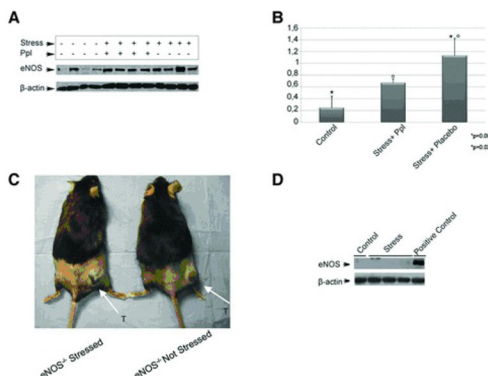 A
Stress - - - - + + + + + + + +
Ppl - - - - + + + + - - - -
eNOS
β-actin
B
1,6
1,4
1,2
1
0,8
0,6
0,4
0,2
0
* ° *,°
Control
Stress+ Ppl
Stress+ Placebo
C
T
T
eNOS-/- Stressed
eNOS-/- Not Stressed
D
Control
Stress
Positive Control
eNOS
β-actin